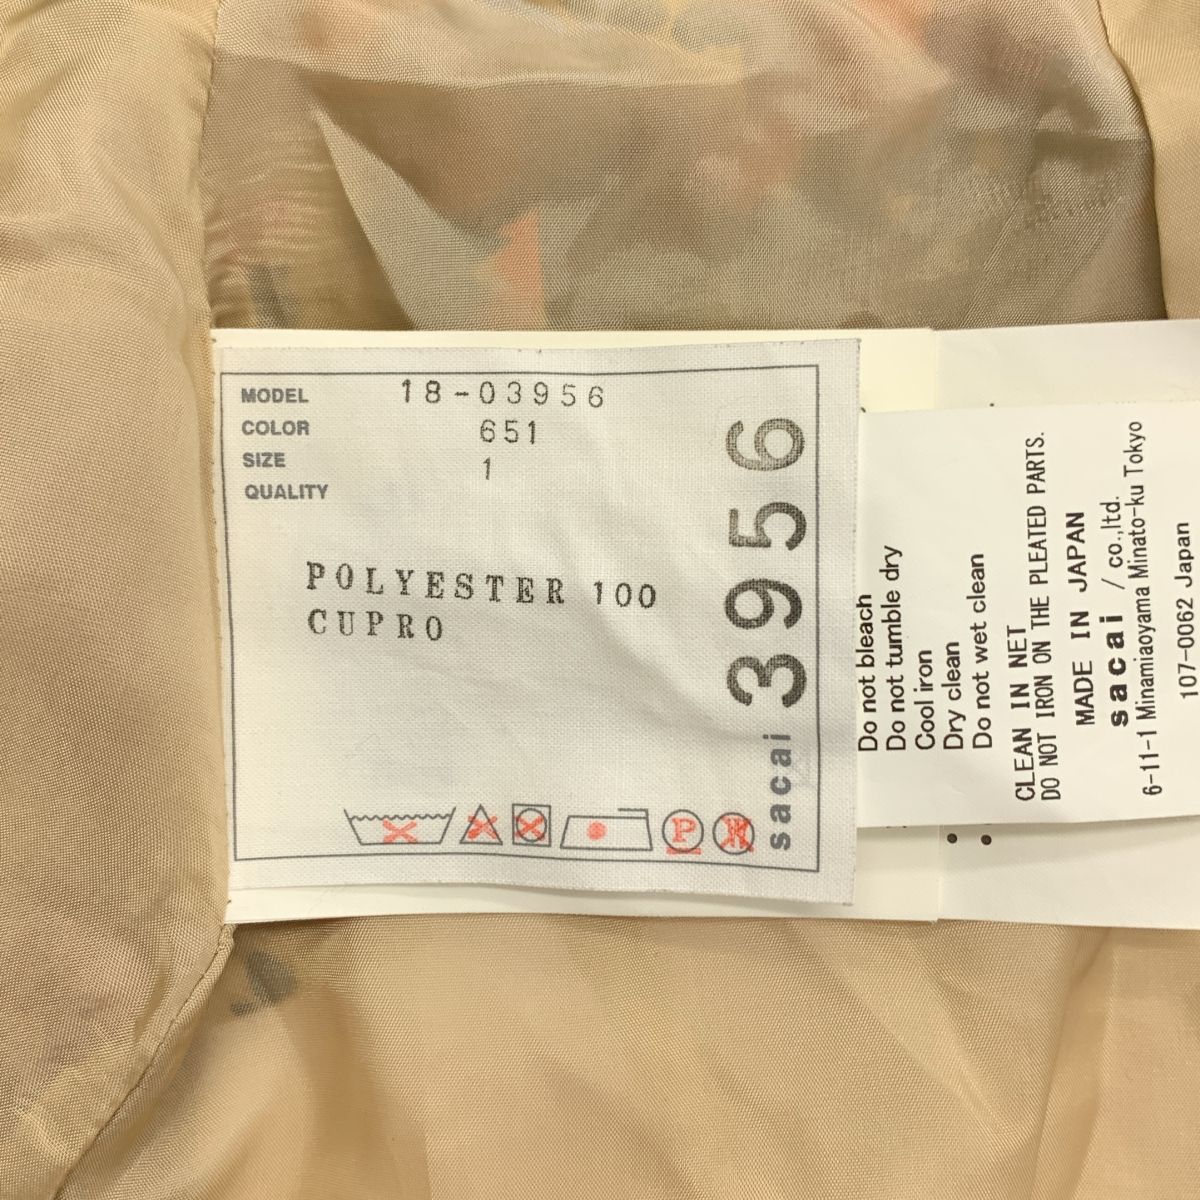 MODEL 18-03956
COLOR 651
SIZE 1
QUALITY
POLYESTER 100
CUPRO
sacai 3956
P
W
Do not bleach
Do not tumble dry
Cool iron
Dry clean
Do not wet clean
CLEAN IN NET
DO NOT IRON ON THE PLEATED PARTS.
MADE IN JAPAN
sacai / co.,ltd.
6-11-1 Minamiaoyama Minato-ku Tokyo
107-0062 Japan